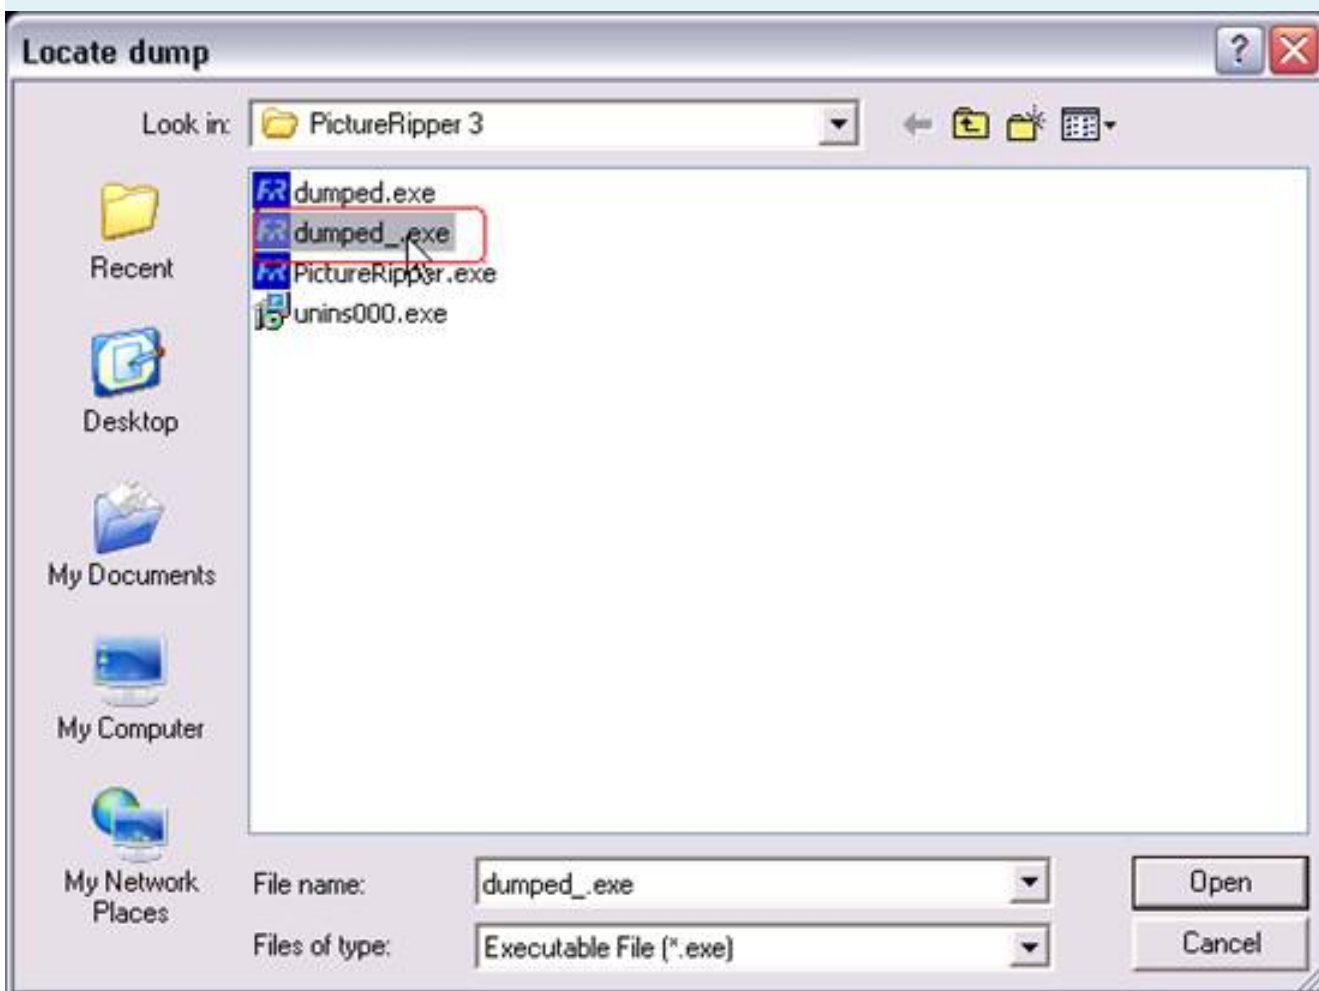 Locate dump
Look in: PictureRipper 3
dumped.exe
dumped_.exe
PictureRipper.exe
unins000.exe
Recent
Desktop
My Documents
My Computer
My Network
Places
File name: dumped_.exe Open
Files of type: Executable File (*.exe) Cancel